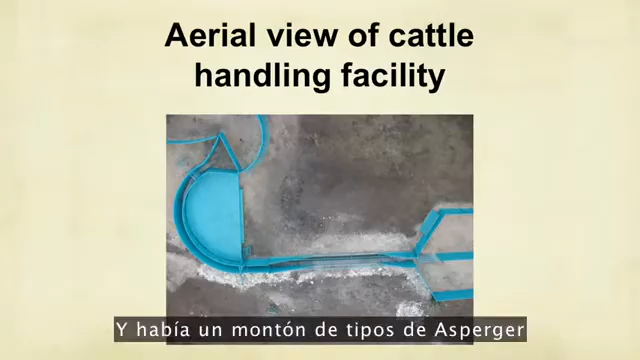 Aerial view of cattle
handling facility
Y había un montón de tipos de Asperger